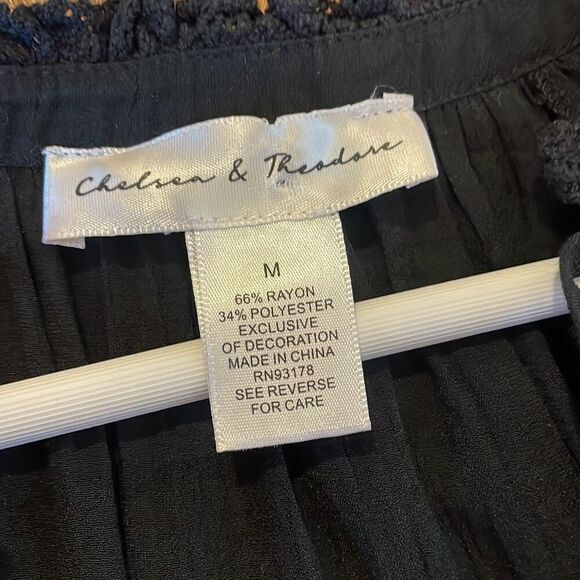 Chelsea & Theodore
M
66% RAYON
34% POLYESTER
EXCLUSIVE
OF DECORATION
MADE IN CHINA
RN93178
SEE REVERSE
FOR CARE